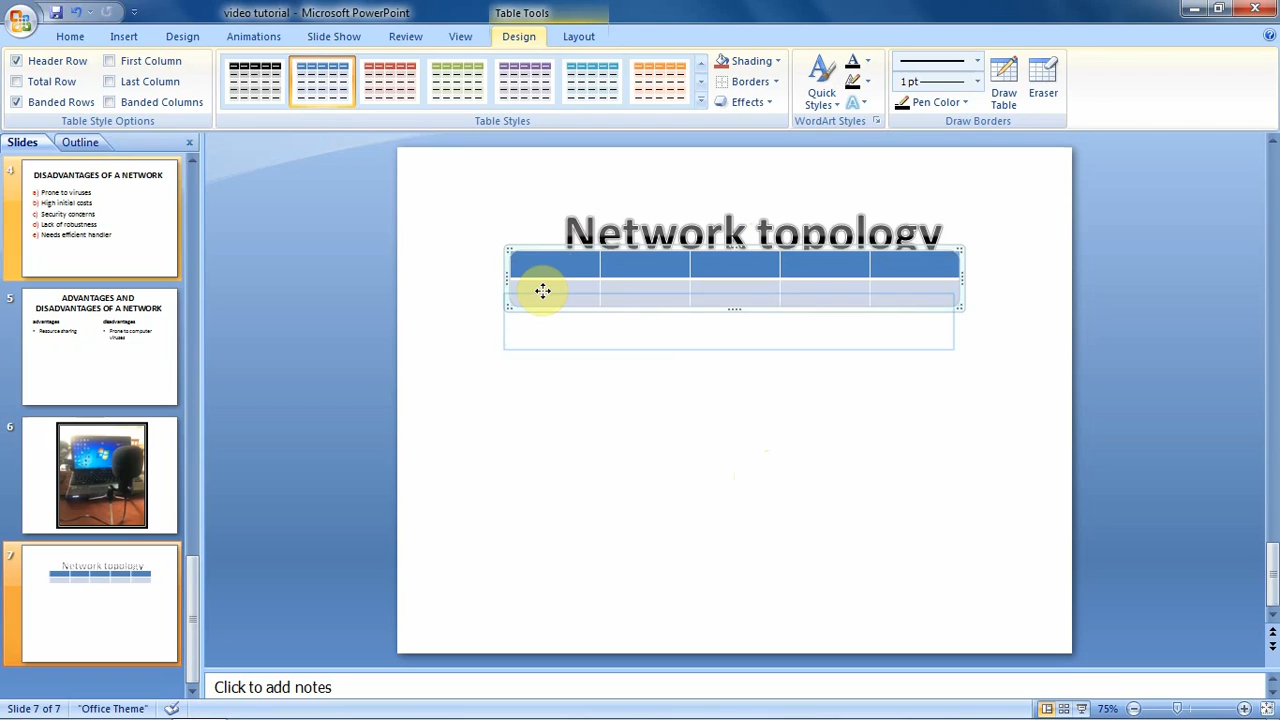 video tutorial - Microsoft PowerPoint
Table Tools
Home Insert Design Animations Slide Show Review View Design Layout
Header Row First Column
Total Row Last Column
Banded Rows Banded Columns
Table Style Options
Table Styles
Shading
Borders
Effects
Quick Styles
A
A
WordArt Styles
1 pt
Pen Color
Draw Table
Eraser
Draw Borders
Slides Outline
4
DISADVANTAGES OF A NETWORK
a) Prone to viruses
b) High initial costs
c) Security concerns
d) Lack of robustness
e) Needs efficient handler
5
ADVANTAGES AND
DISADVANTAGES OF A NETWORK
advantages disadvantages
• Resource sharing • Prone to computer
viruses
6
7
Network topology
Network topology
Click to add notes
Slide 7 of 7 "Office Theme" 75%